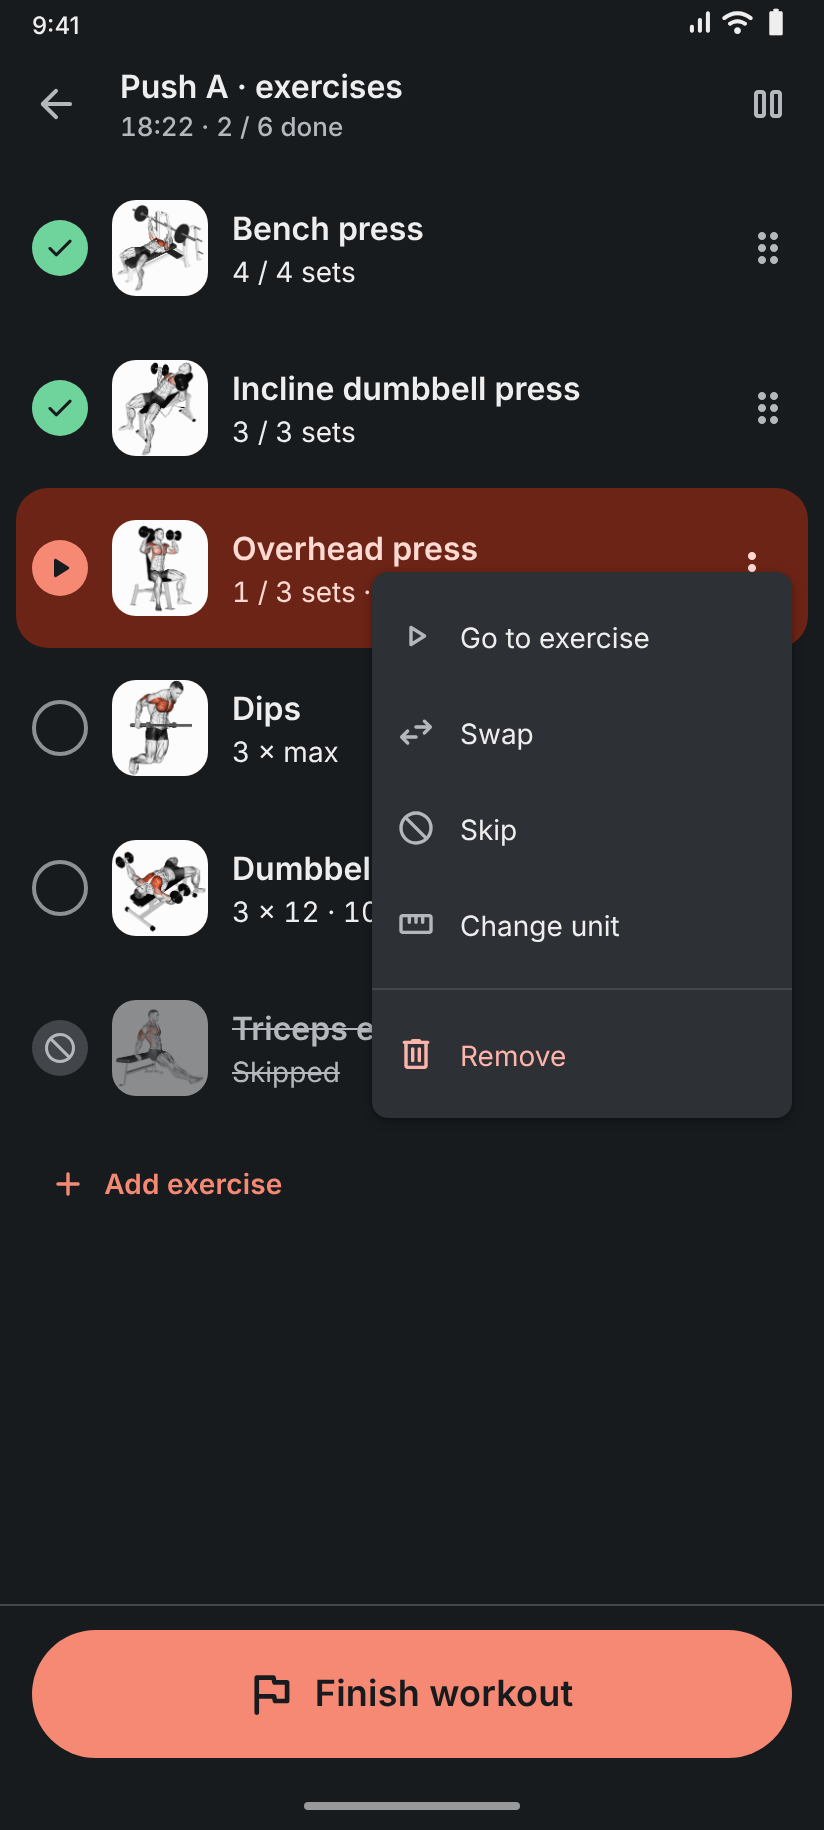 9:41
Push A · exercises
18:22 · 2 / 6 done
Bench press
4 / 4 sets
Incline dumbbell press
3 / 3 sets
Overhead press
1 / 3 sets ·
Go to exercise
Swap
Skip
Change unit
Remove
Dips
3 × max
Dumbbel
3 × 12 · 10
Triceps e
Skipped
Add exercise
Finish workout